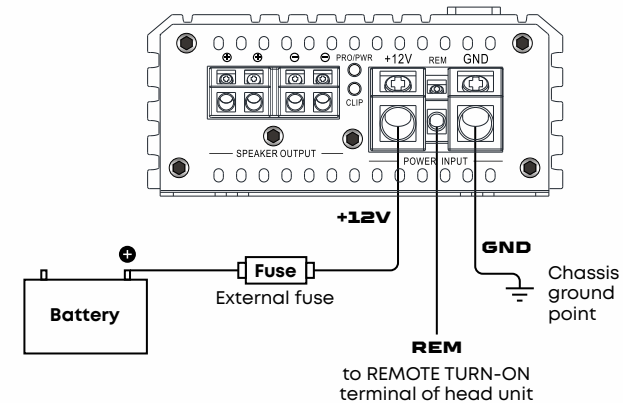 ⊕ ⊕ ⊖ ⊖ PRO/PWR +12V REM GND
CLIP
SPEAKER OUTPUT
POWER INPUT
+12V
GND
+
Fuse
External fuse
Chassis
ground
point
Battery
REM
to REMOTE TURN-ON
terminal of head unit